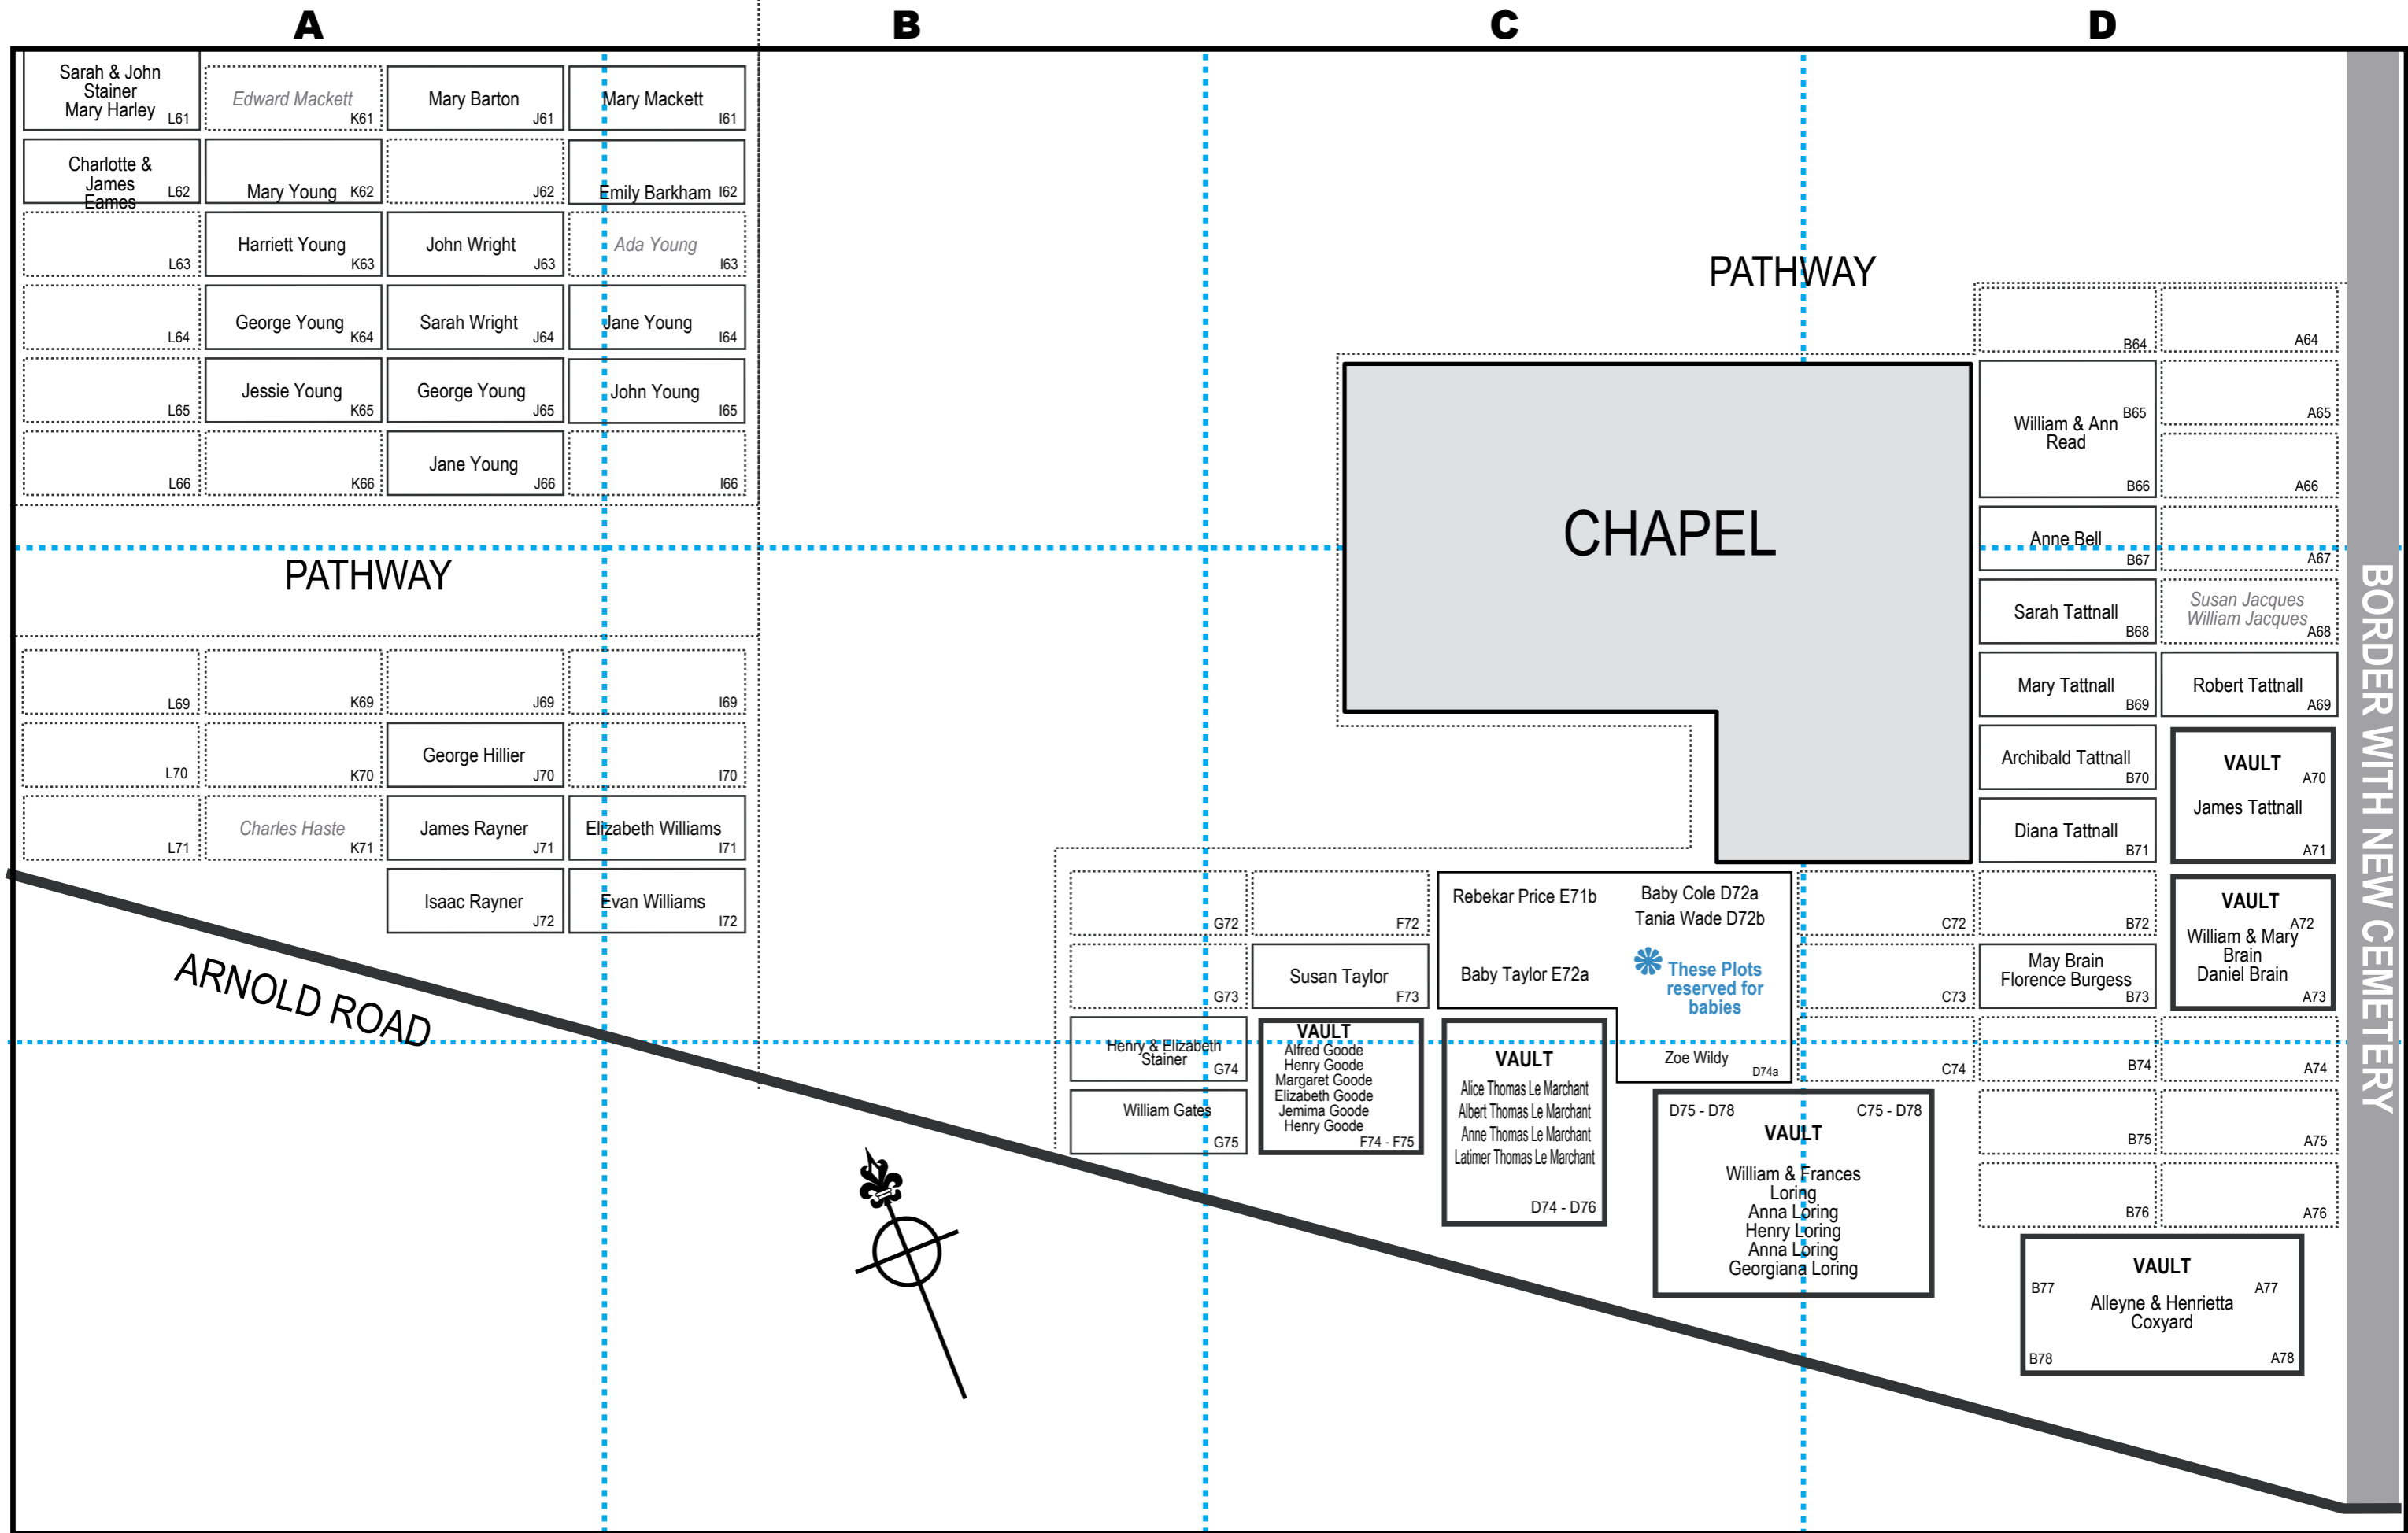 A
B
C
D
Sarah & John
Stainer
Mary Harley L61
Edward Mackett
K61
Mary Barton
J61
Mary Mackett
I61
Charlotte &
James
Eames
L62
Mary Young K62
J62
Emily Barkham I62
L63
Harriett Young
K63
John Wright
J63
Ada Young
I63
L64
George Young
K64
Sarah Wright
J64
Jane Young
I64
L65
Jessie Young
K65
George Young
J65
John Young
I65
L66
K66
Jane Young
J66
I66
PATHWAY
L69
K69
J69
I69
L70
K70
George Hillier
J70
I70
L71
Charles Haste
K71
James Rayner
J71
Elizabeth Williams
I71
Isaac Rayner
J72
Evan Williams
I72
ARNOLD ROAD
PATHWAY
CHAPEL
B64
A64
William & Ann
Read
B65
B66
A65
A66
Anne Bell
B67
A67
Sarah Tattnall
B68
Susan Jacques
William Jacques
A68
Mary Tattnall
B69
Robert Tattnall
A69
Archibald Tattnall
B70
VAULT
A70
James Tattnall
A71
Diana Tattnall
B71
G72
F72
Rebekar Price E71b
Baby Cole D72a
Tania Wade D72b
Baby Taylor E72a
These Plots
reserved for
babies
Zoe Wildy
D74a
C72
B72
VAULT
A72
William & Mary
Brain
Daniel Brain
A73
G73
Susan Taylor
F73
C73
May Brain
Florence Burgess
B73
Henry & Elizabeth
Stainer
G74
VAULT
Alfred Goode
Henry Goode
Margaret Goode
Elizabeth Goode
Jemima Goode
Henry Goode
F74 - F75
VAULT
Alice Thomas Le Marchant
Albert Thomas Le Marchant
Anne Thomas Le Marchant
Latimer Thomas Le Marchant
D74 - D76
C74
B74
A74
William Gates
G75
D75 - D78
C75 - D78
VAULT
William & Frances
Loring
Anna Loring
Henry Loring
Anna Loring
Georgiana Loring
B75
A75
B76
A76
VAULT
B77
A77
Alleyne & Henrietta
Coxyard
B78
A78
BORDER WITH NEW CEMETERY